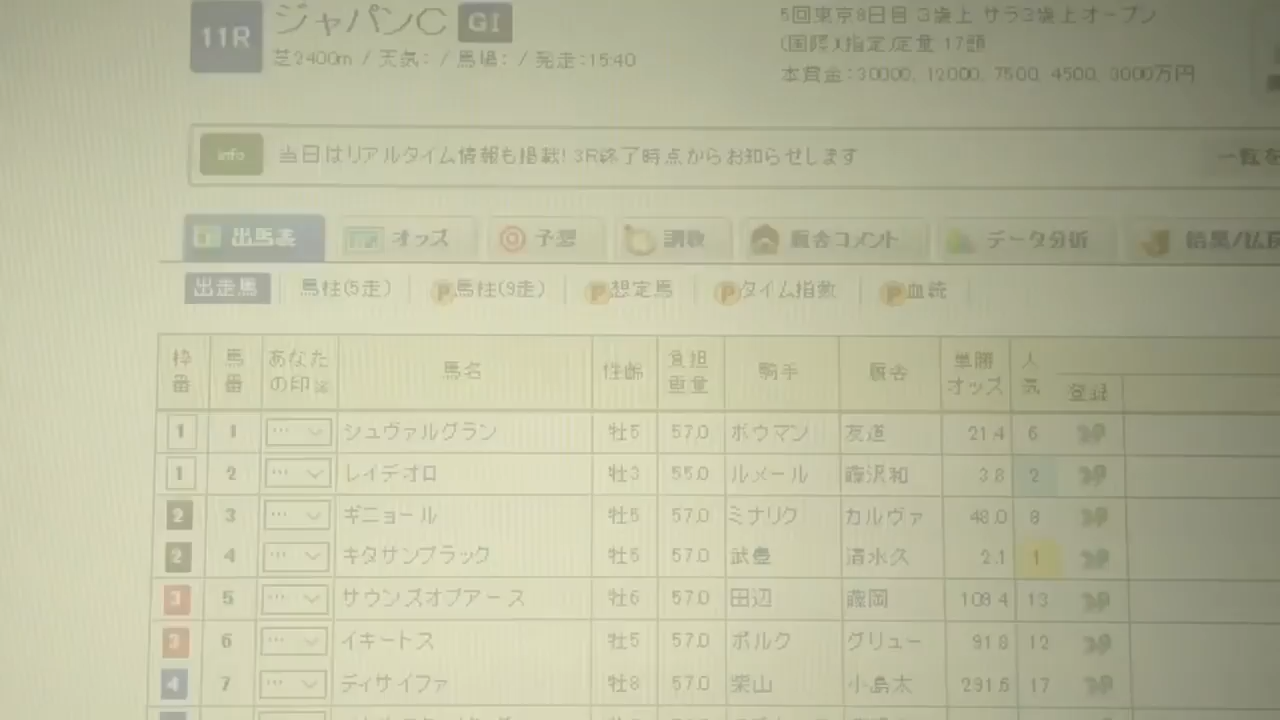 11R ジャパンC GI
芝2400m / 天気: / 馬場: / 発走:15:40
5回東京8日目 3歳上 サラ3歳上オープン
(国際)(指定)定量 17頭
本賞金:30000, 12000, 7500, 4500, 3000万円
info 当日はリアルタイム情報も掲載! 3R終了時点からお知らせします 一覧を
出馬表 オッズ 予想 調教 厩舎コメント データ分析 結果/払戻
出走馬 馬柱(5走) P馬柱(9走) P想定馬 Pタイム指数 P血統
枠番 馬番 あなたの印 馬名 性齢 負担重量 騎手 厩舎 単勝オッズ 人気 登録
1 1 ... シュヴァルグラン 牡5 57.0 ボウマン 友道 21.4 6
1 2 ... レイデオロ 牡3 55.0 ルメール 藤沢和 3.8 2
2 3 ... ギニョール 牡5 57.0 ミナリク カルヴァ 48.0 8
2 4 ... キタサンブラック 牡5 57.0 武豊 清水久 2.1 1
3 5 ... サウンズオブアース 牡6 57.0 田辺 藤岡 108.4 13
3 6 ... イキートス 牡5 57.0 ボルク グリュー 91.8 12
4 7 ... ディサイファ 牡8 57.0 柴山 小島太 291.5 17